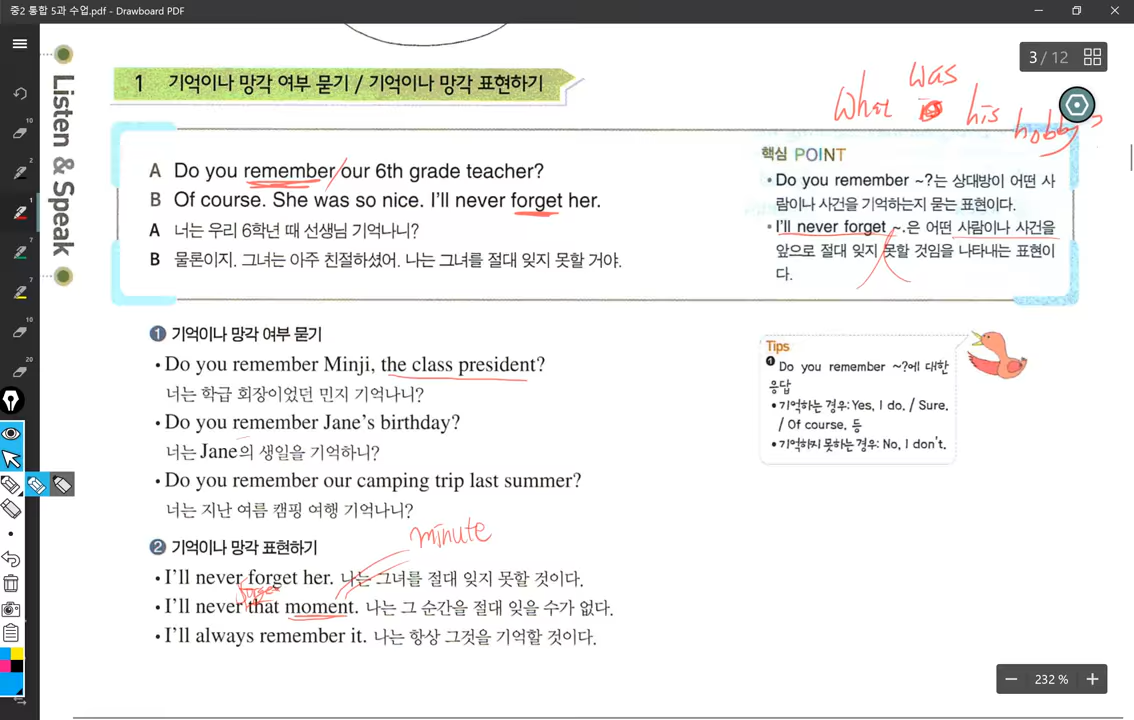 중2 통합 5과 수업.pdf - Drawboard PDF
3 / 12
Listen & Speak
1 기억이나 망각 여부 묻기 / 기억이나 망각 표현하기
What was his hobby?
A Do you remember our 6th grade teacher?
B Of course. She was so nice. I'll never forget her.
A 너는 우리 6학년 때 선생님 기억나니?
B 물론이지. 그녀는 아주 친절하셨어. 나는 그녀를 절대 잊지 못할 거야.
핵심 POINT
•Do you remember ~?는 상대방이 어떤 사
람이나 사건을 기억하는지 묻는 표현이다.
•I'll never forget ~.은 어떤 사람이나 사건을
앞으로 절대 잊지 못할 것임을 나타내는 표현이
다.
1 기억이나 망각 여부 묻기
•Do you remember Minji, the class president?
너는 학급 회장이었던 민지 기억나니?
•Do you remember Jane's birthday?
너는 Jane의 생일을 기억하니?
•Do you remember our camping trip last summer?
너는 지난 여름 캠핑 여행 기억나니?
Tips
1 Do you remember ~?에 대한
응답
•기억하는 경우: Yes, I do. / Sure.
/ Of course. 등
•기억하지 못하는 경우: No, I don't.
minute
2 기억이나 망각 표현하기
•I'll never forget her. 나는 그녀를 절대 잊지 못할 것이다.
forget
•I'll never that moment. 나는 그 순간을 절대 잊을 수가 없다.
•I'll always remember it. 나는 항상 그것을 기억할 것이다.
10
2
1
7
7
10
20
232 %